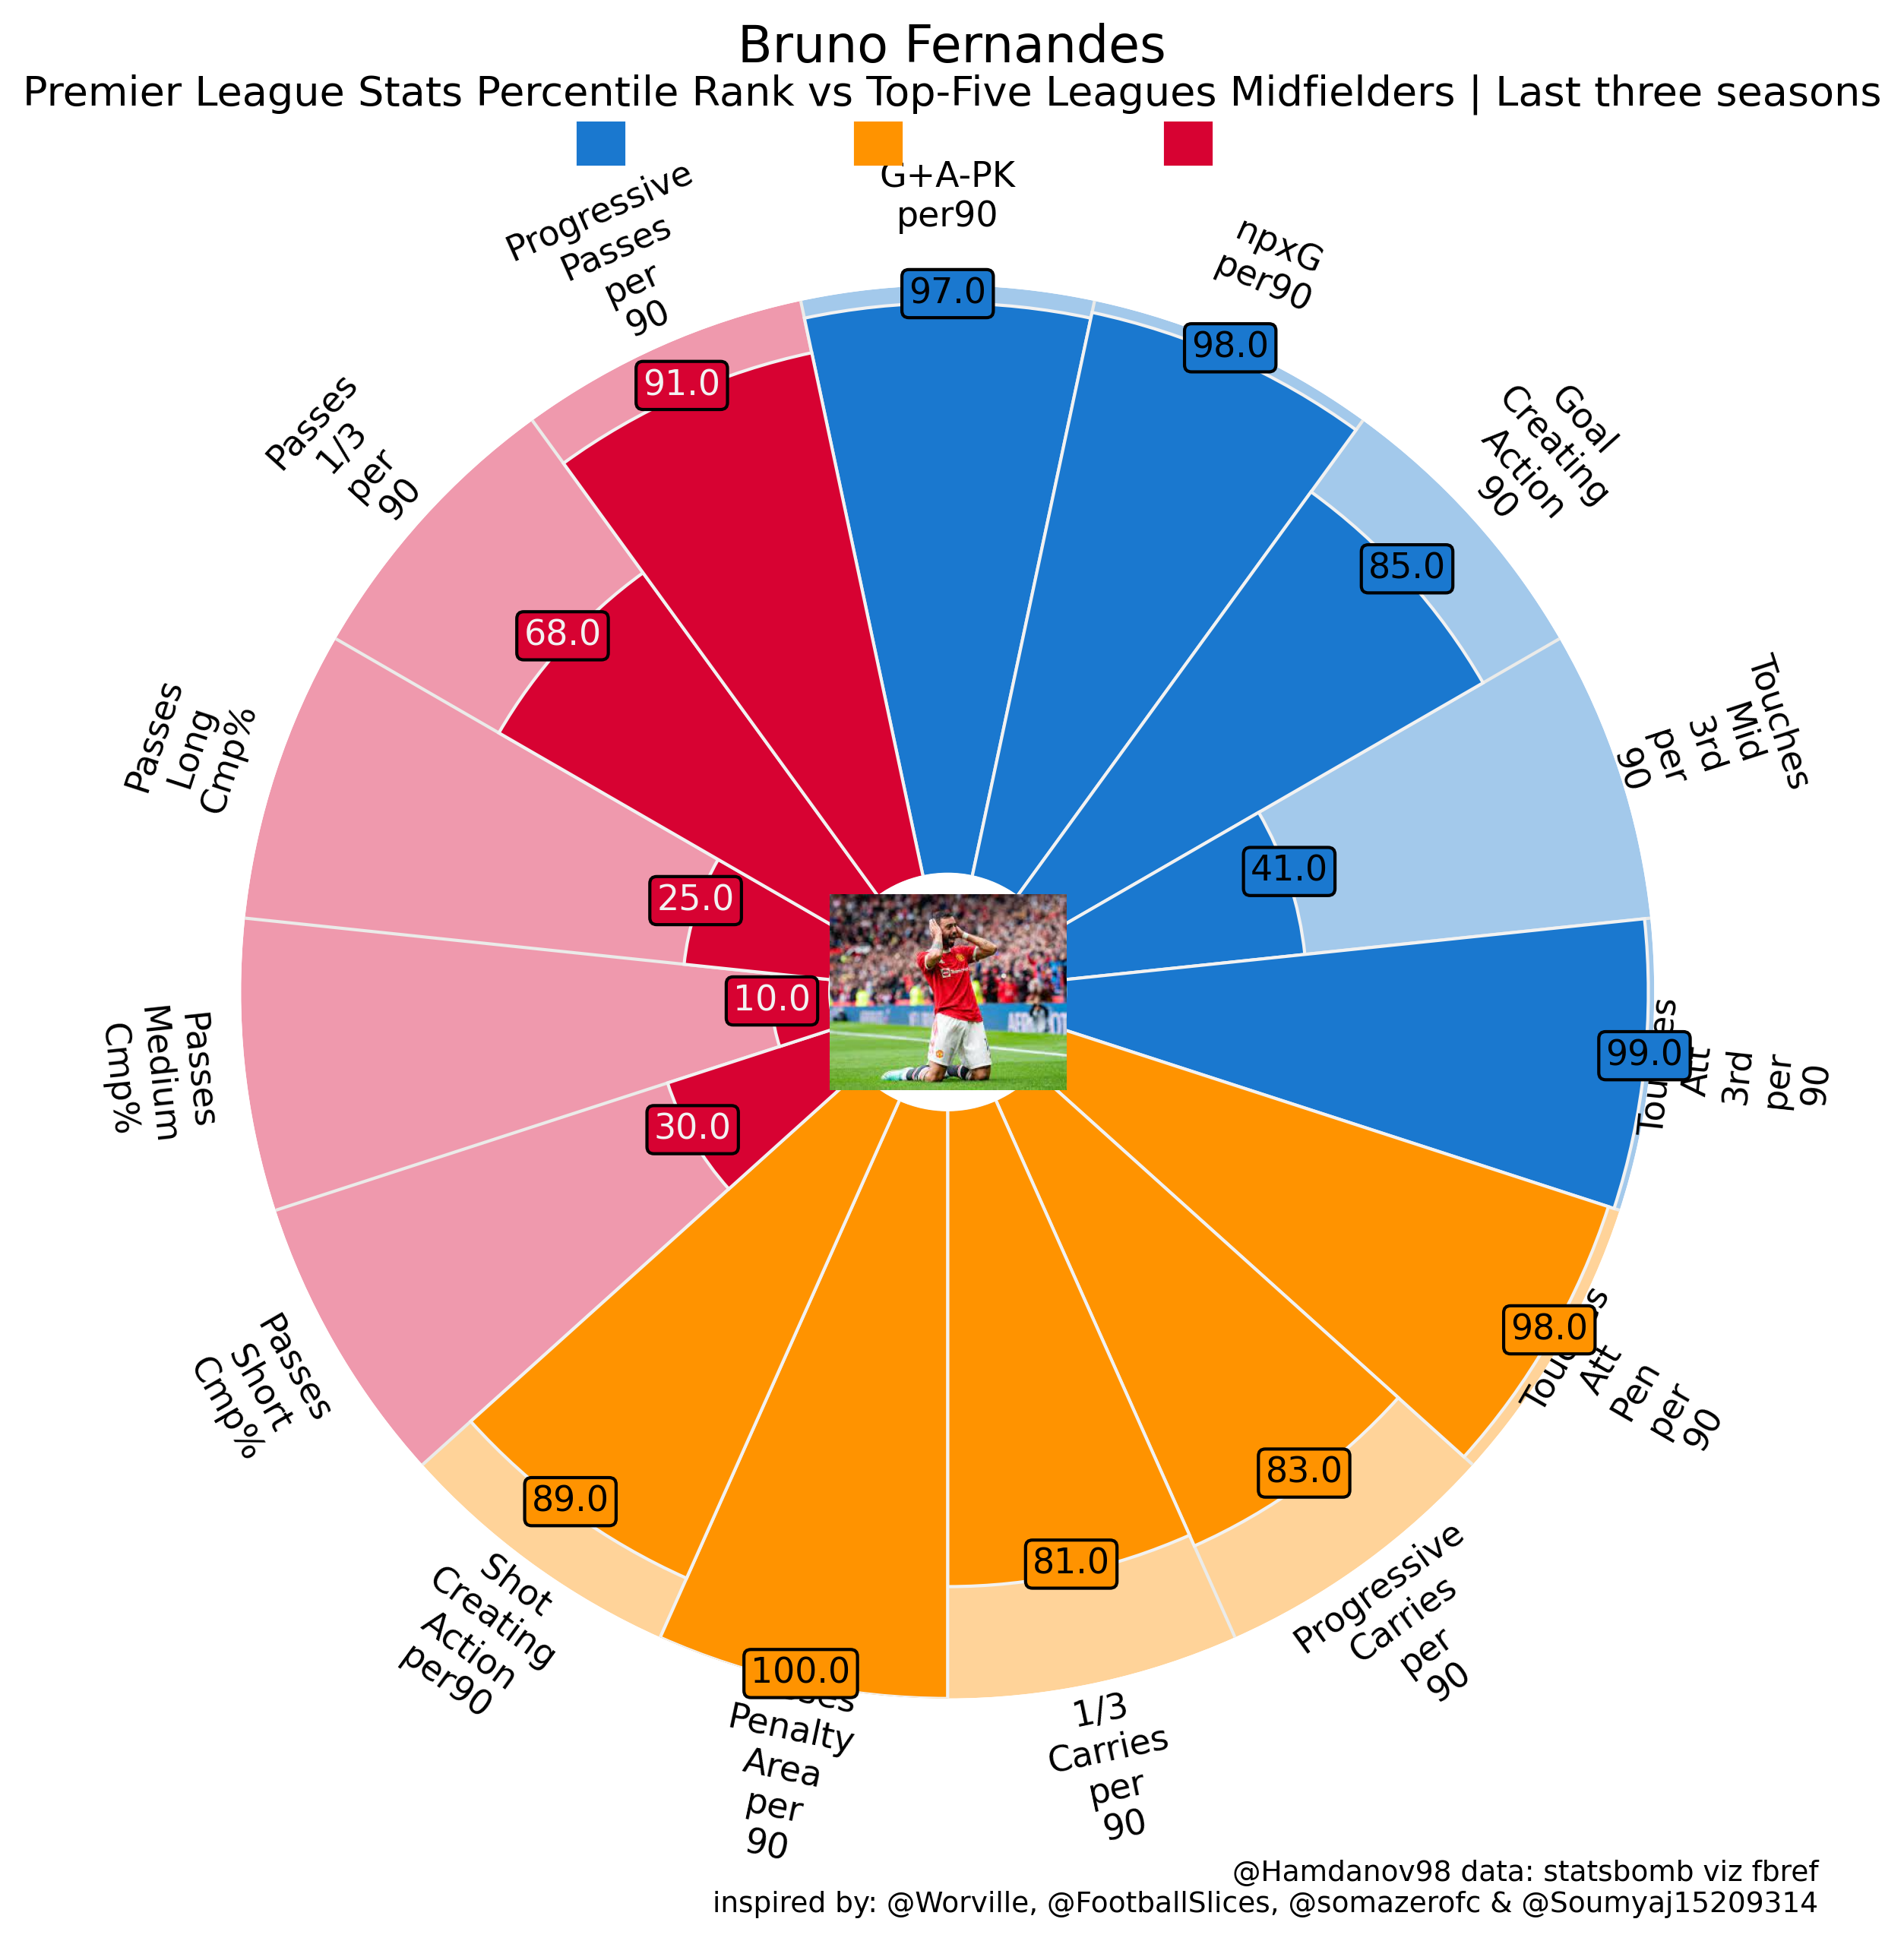 Bruno Fernandes
Premier League Stats Percentile Rank vs Top-Five Leagues Midfielders | Last three seasons
G+A-PK
per90
npxG
per90
Goal
Creating
Action
90
Touches
Mid
3rd
per
90
Att
3rd
per
90
Att
Pen
per
90
Progressive
Carries
per
90
1/3
Carries
per
90
Penalty
Area
per
90
Shot
Creating
Action
per90
Passes
Short
Cmp%
Passes
Medium
Cmp%
Passes
Long
Cmp%
Passes
1/3
per
90
Progressive
Passes
per
90
97.0
98.0
85.0
41.0
99.0
98.0
83.0
81.0
100.0
89.0
30.0
10.0
25.0
68.0
91.0
@Hamdanov98 data: statsbomb viz fbref
inspired by: @Worville, @FootballSlices, @somazerofc & @Soumyaj15209314